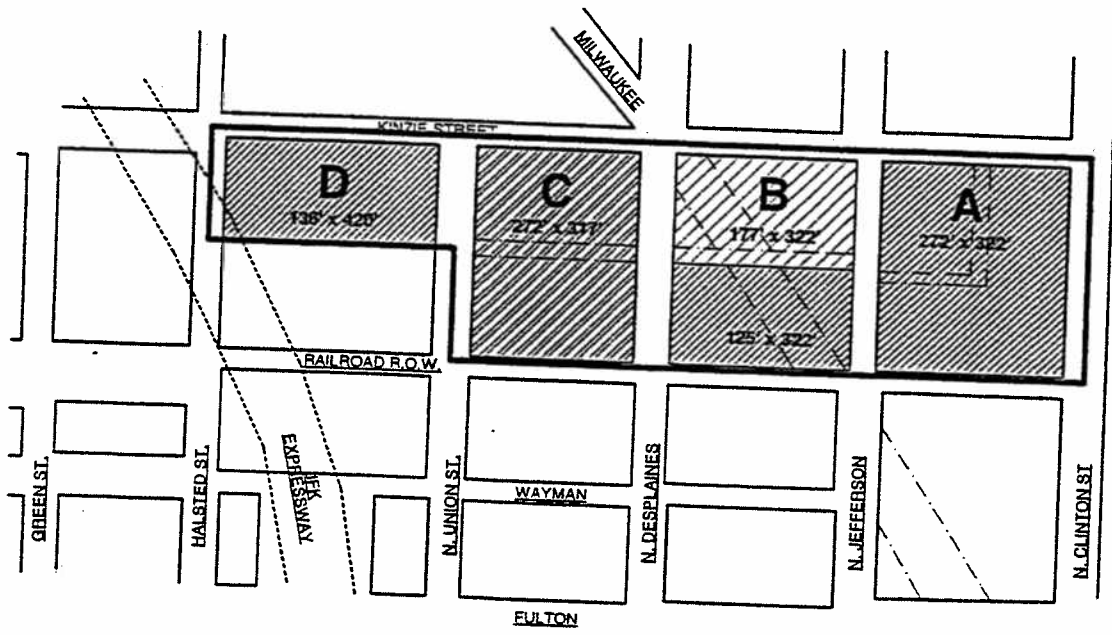 MILWAUKEE
KINZIE STREET
D
136' x 420'
C
272' x 317'
B
177' x 322'
A
272' x 322'
125' x 322'
RAILROAD R.O.W.
GREEN ST.
HALSTED ST.
JFK
EXPRESSWAY
N. UNION ST.
WAYMAN
N. DESPLAINES
N. JEFFERSON
N. CLINTON ST
FULTON